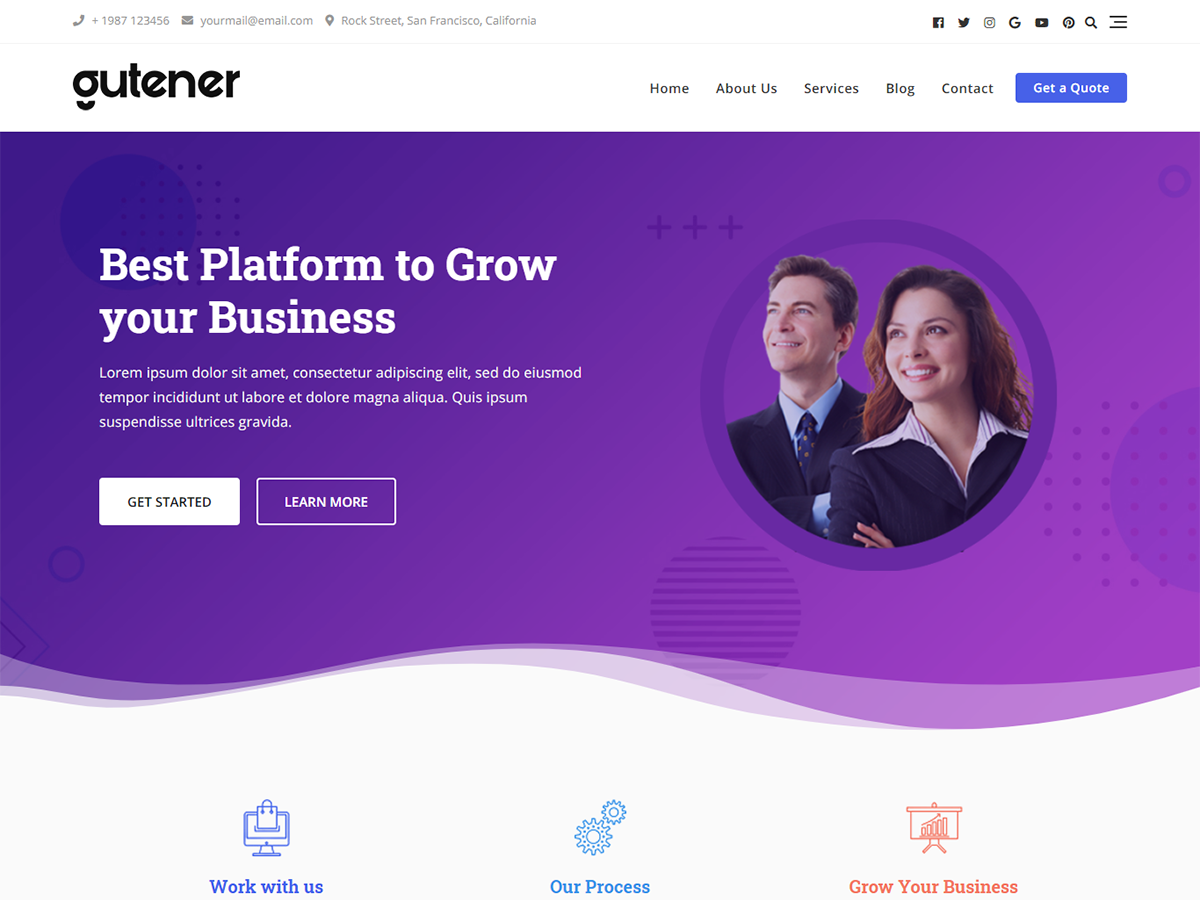 + 1987 123456 yourmail@email.com Rock Street, San Francisco, California
gutener
Home About Us Services Blog Contact Get a Quote
Best Platform to Grow
your Business
Lorem ipsum dolor sit amet, consectetur adipiscing elit, sed do eiusmod
tempor incididunt ut labore et dolore magna aliqua. Quis ipsum
suspendisse ultrices gravida.
GET STARTED LEARN MORE
Work with us Our Process Grow Your Business